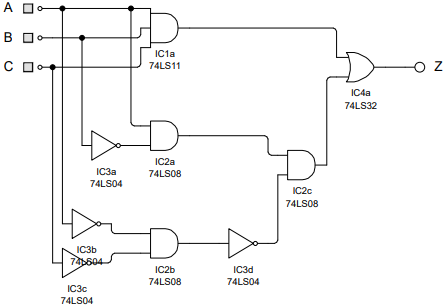 A
B
C
IC1a
74LS11
IC4a
74LS32
Z
IC2a
74LS08
IC3a
74LS04
IC2c
74LS08
IC3b
74LS04
IC2b
74LS08
IC3d
74LS04
IC3c
74LS04